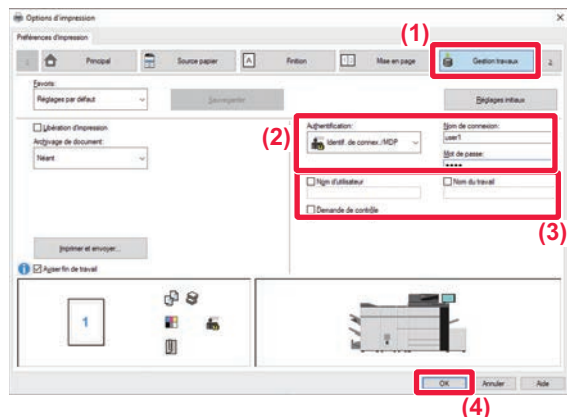 Options d'impression
Préférences d'impression
(1)
Principal
Source papier
Finition
Mise en page
Gestion travaux
Favoris:
Réglages par défaut
Sauvegarder
Réglages initiaux
Libération d'impression
Archivage de document:
Néant
(2)
Authentification:
Identif. de connex./MDP
Nom de connexion:
user1
Mot de passe:
••••
Nom d'utilisateur
Nom du travail
Demande de contrôle
(3)
Imprimer et envoyer...
Aviser fin de travail
1
OK
Annuler
Aide
(4)